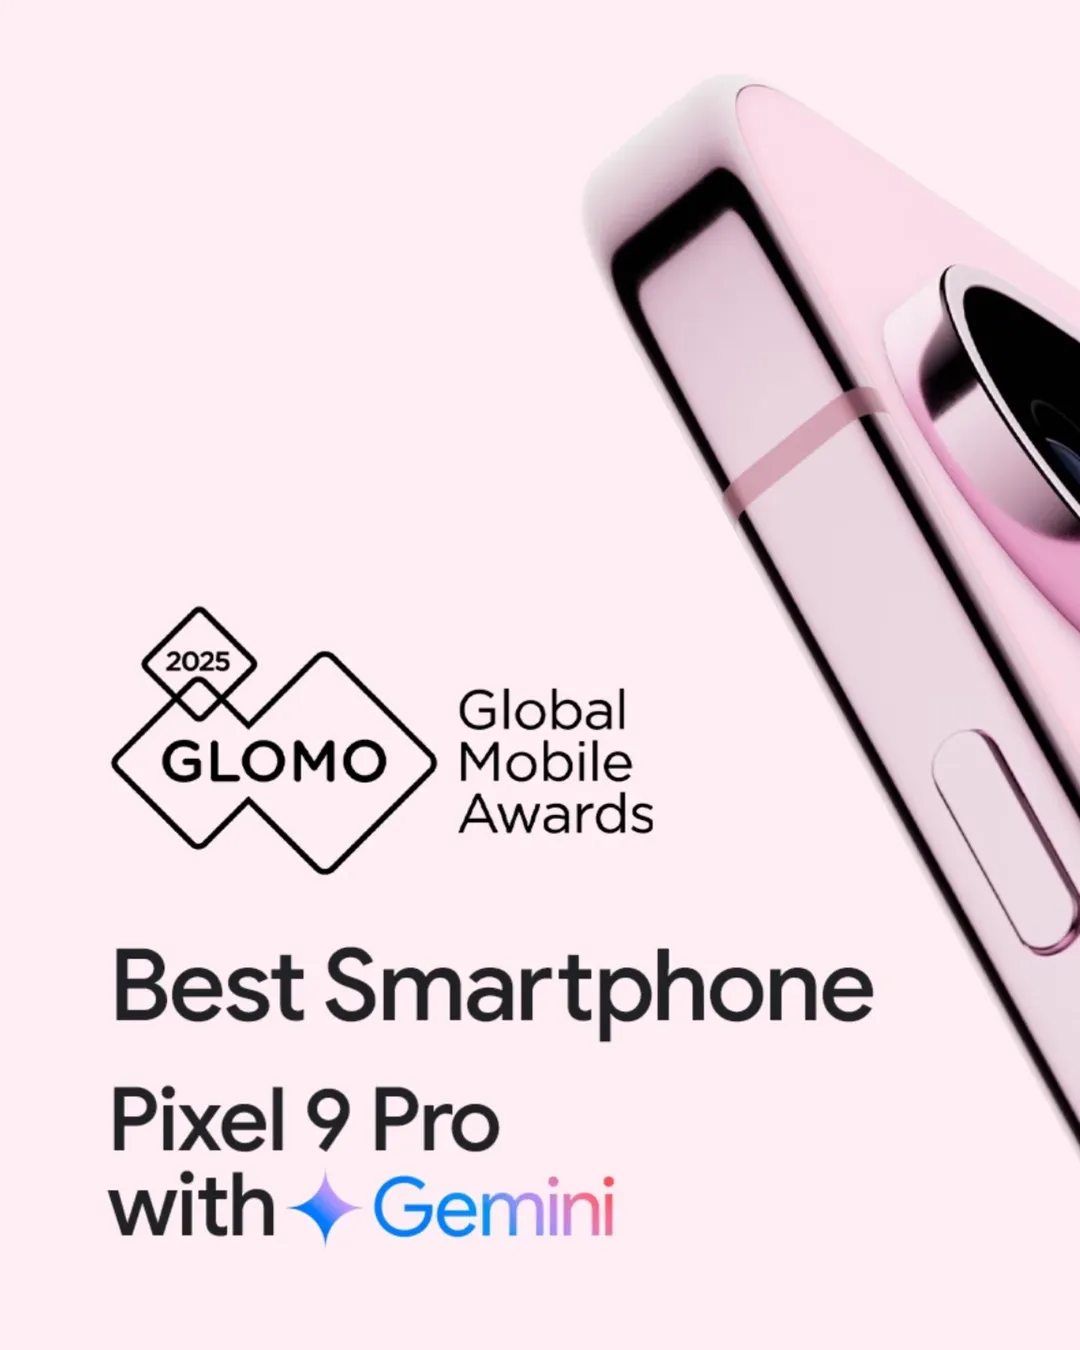 2025
GLOMO
Global
Mobile
Awards
Best Smartphone
Pixel 9 Pro
with Gemini